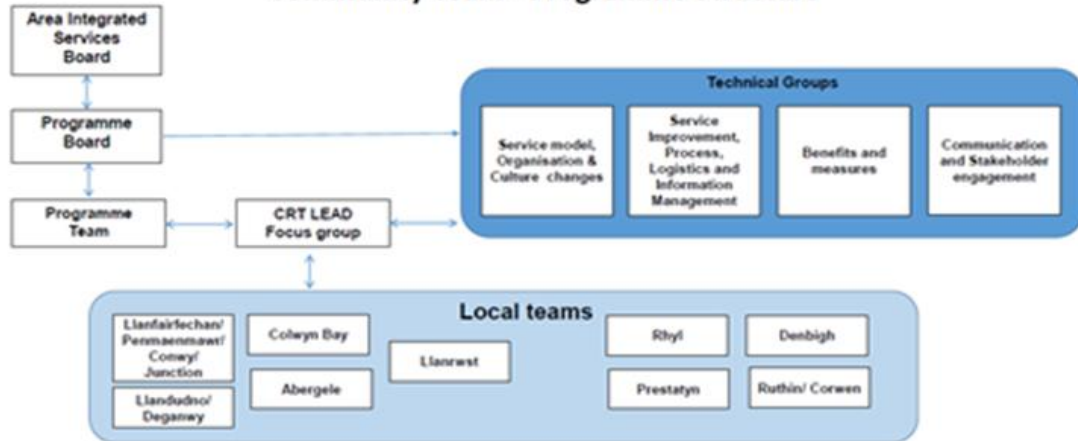 Area Integrated
Services
Board
Programme
Board
Programme
Team
CRT LEAD
Focus group
Technical Groups
Service model,
Organisation &
Culture changes
Service
Improvement,
Process,
Logistics and
Information
Management
Benefits and
measures
Communication
and Stakeholder
engagement
Local teams
Llanfairfechan/
Penmaenmawr/
Conwy/
Junction
Llandudno/
Deganwy
Colwyn Bay
Abergele
Llanrwst
Rhyl
Prestatyn
Denbigh
Ruthin/ Corwen